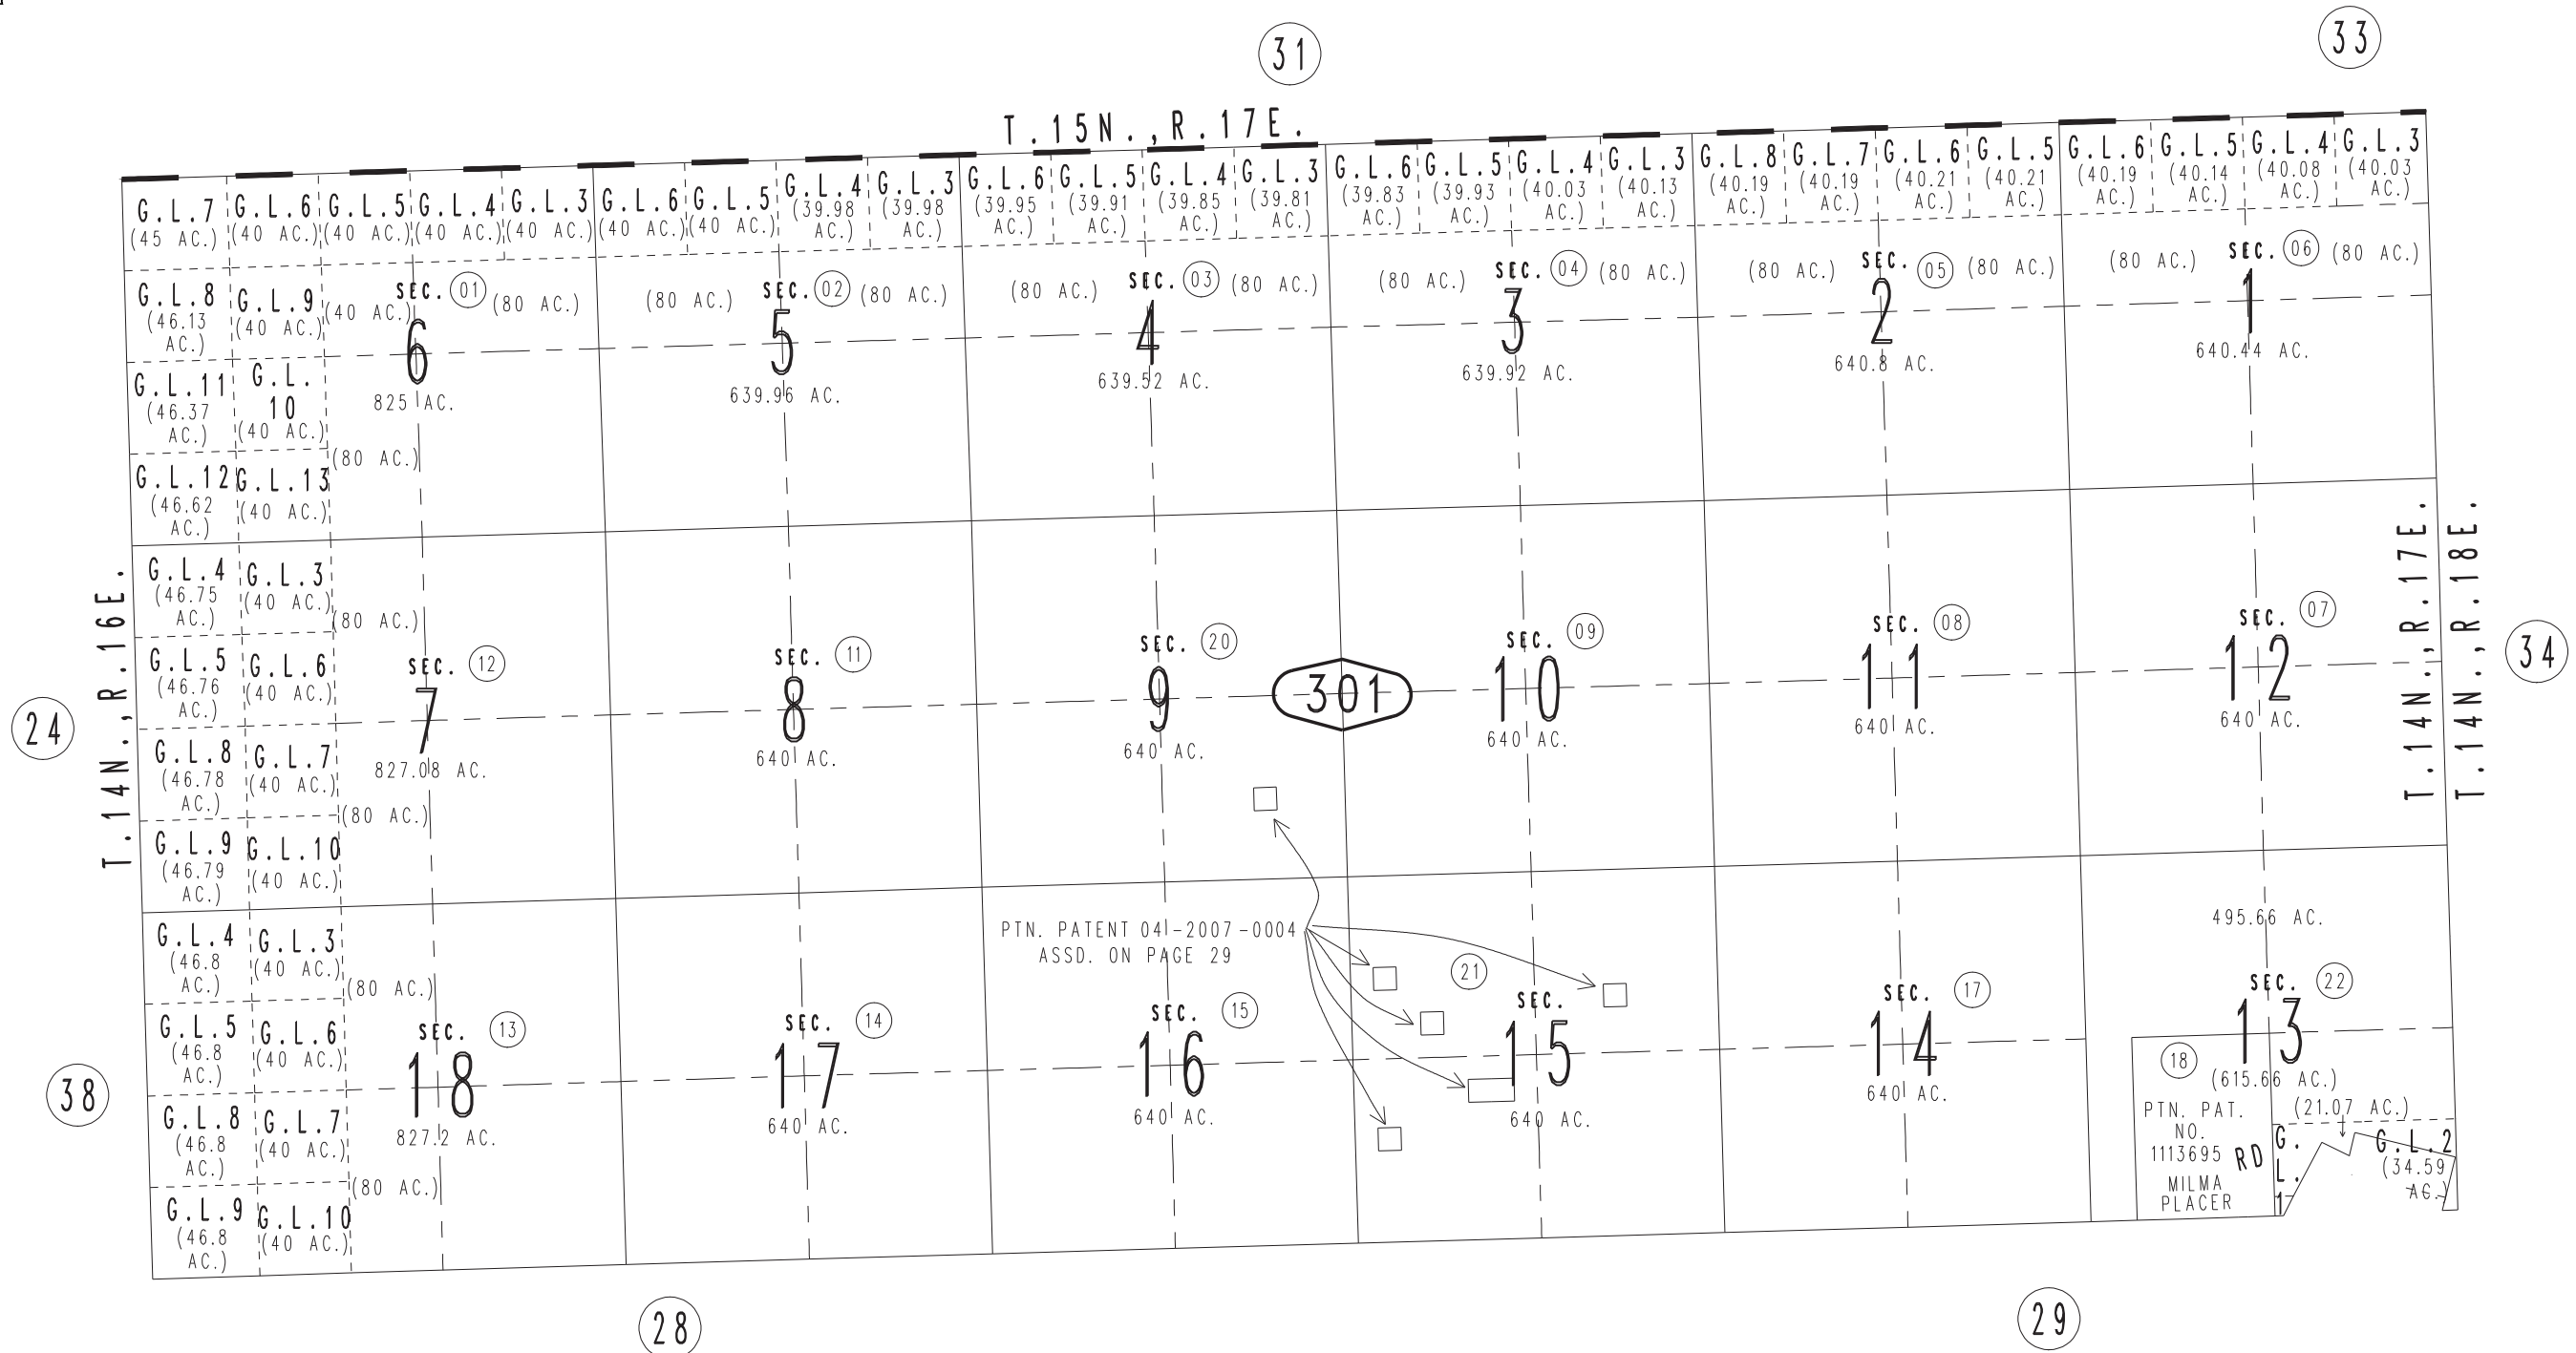 31
33
T.15N.,R.17E.
G.L.7
(45 AC.)
G.L.6
(40 AC.)
G.L.5
(40 AC.)
G.L.4
(40 AC.)
G.L.3
(40 AC.)
G.L.6
(40 AC.)
G.L.5
(40 AC.)
G.L.4
(39.98
AC.)
G.L.3
(39.98
AC.)
G.L.6
(39.95
AC.)
G.L.5
(39.91
AC.)
G.L.4
(39.85
AC.)
G.L.3
(39.81
AC.)
G.L.6
(39.83
AC.)
G.L.5
(39.93
AC.)
G.L.4
(40.03
AC.)
G.L.3
(40.13
AC.)
G.L.8
(40.19
AC.)
G.L.7
(40.19
AC.)
G.L.6
(40.21
AC.)
G.L.5
(40.21
AC.)
G.L.6
(40.19
AC.)
G.L.5
(40.14
AC.)
G.L.4
(40.08
AC.)
G.L.3
(40.03
AC.)
G.L.8
(46.13
AC.)
G.L.9
(40 AC.)
(40 AC.)
SEC. 01
(80 AC.)
6
825 AC.
G.L.11
(46.37
AC.)
G.L.
10
(40 AC.)
(80 AC.)
G.L.12
(46.62
AC.)
G.L.13
(40 AC.)
(80 AC.)
SEC. 02
(80 AC.)
5
639.96 AC.
(80 AC.)
SEC. 03
(80 AC.)
4
639.52 AC.
(80 AC.)
SEC. 04
(80 AC.)
3
639.92 AC.
(80 AC.)
SEC. 05
(80 AC.)
2
640.8 AC.
(80 AC.)
SEC. 06
(80 AC.)
1
640.44 AC.
T.14N.,R.16E.
24
G.L.4
(46.75
AC.)
G.L.3
(40 AC.)
(80 AC.)
G.L.5
(46.76
AC.)
G.L.6
(40 AC.)
SEC. 12
7
827.08 AC.
G.L.8
(46.78
AC.)
G.L.7
(40 AC.)
(80 AC.)
G.L.9
(46.79
AC.)
G.L.10
(40 AC.)
SEC. 11
8
640 AC.
SEC. 20
9
640 AC.
301
SEC. 09
10
640 AC.
SEC. 08
11
640 AC.
SEC. 07
12
640 AC.
T.14N.,R.17E.
T.14N.,R.18E.
34
38
G.L.4
(46.8
AC.)
G.L.3
(40 AC.)
(80 AC.)
G.L.5
(46.8
AC.)
G.L.6
(40 AC.)
SEC. 13
18
827.2 AC.
G.L.8
(46.8
AC.)
G.L.7
(40 AC.)
(80 AC.)
G.L.9
(46.8
AC.)
G.L.10
(40 AC.)
SEC. 14
17
640 AC.
PTN. PATENT 04-2007-0004
ASSD. ON PAGE 29
SEC. 15
16
640 AC.
21
SEC.
15
640 AC.
SEC. 17
14
640 AC.
495.66 AC.
SEC. 22
13
(615.66 AC.)
18
PTN. PAT.
NO.
1113695
MILMA
PLACER
RD
(21.07 AC.)
G.
L.
1
G.L.2
(34.59
AC.)
28
29